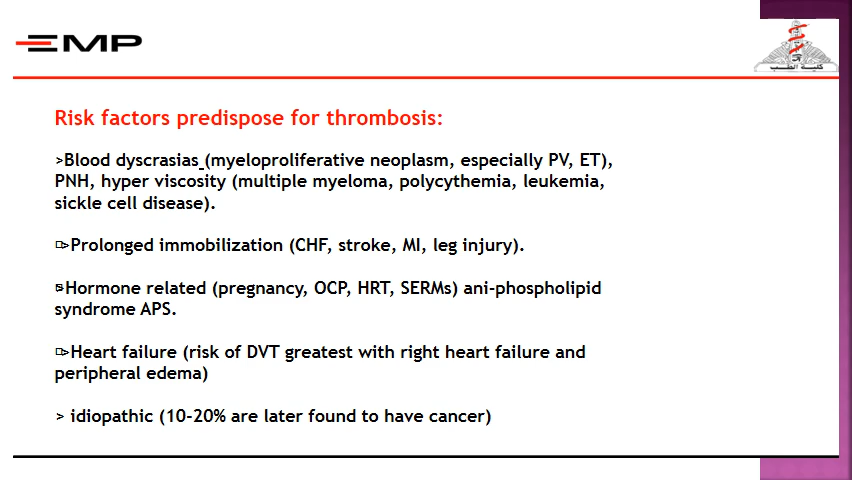 EMP
كلية الطب
Risk factors predispose for thrombosis:
>Blood dyscrasias (myeloproliferative neoplasm, especially PV, ET),
PNH, hyper viscosity (multiple myeloma, polycythemia, leukemia,
sickle cell disease).
Prolonged immobilization (CHF, stroke, MI, leg injury).
Hormone related (pregnancy, OCP, HRT, SERMs) ani-phospholipid
syndrome APS.
Heart failure (risk of DVT greatest with right heart failure and
peripheral edema)
> idiopathic (10-20% are later found to have cancer)